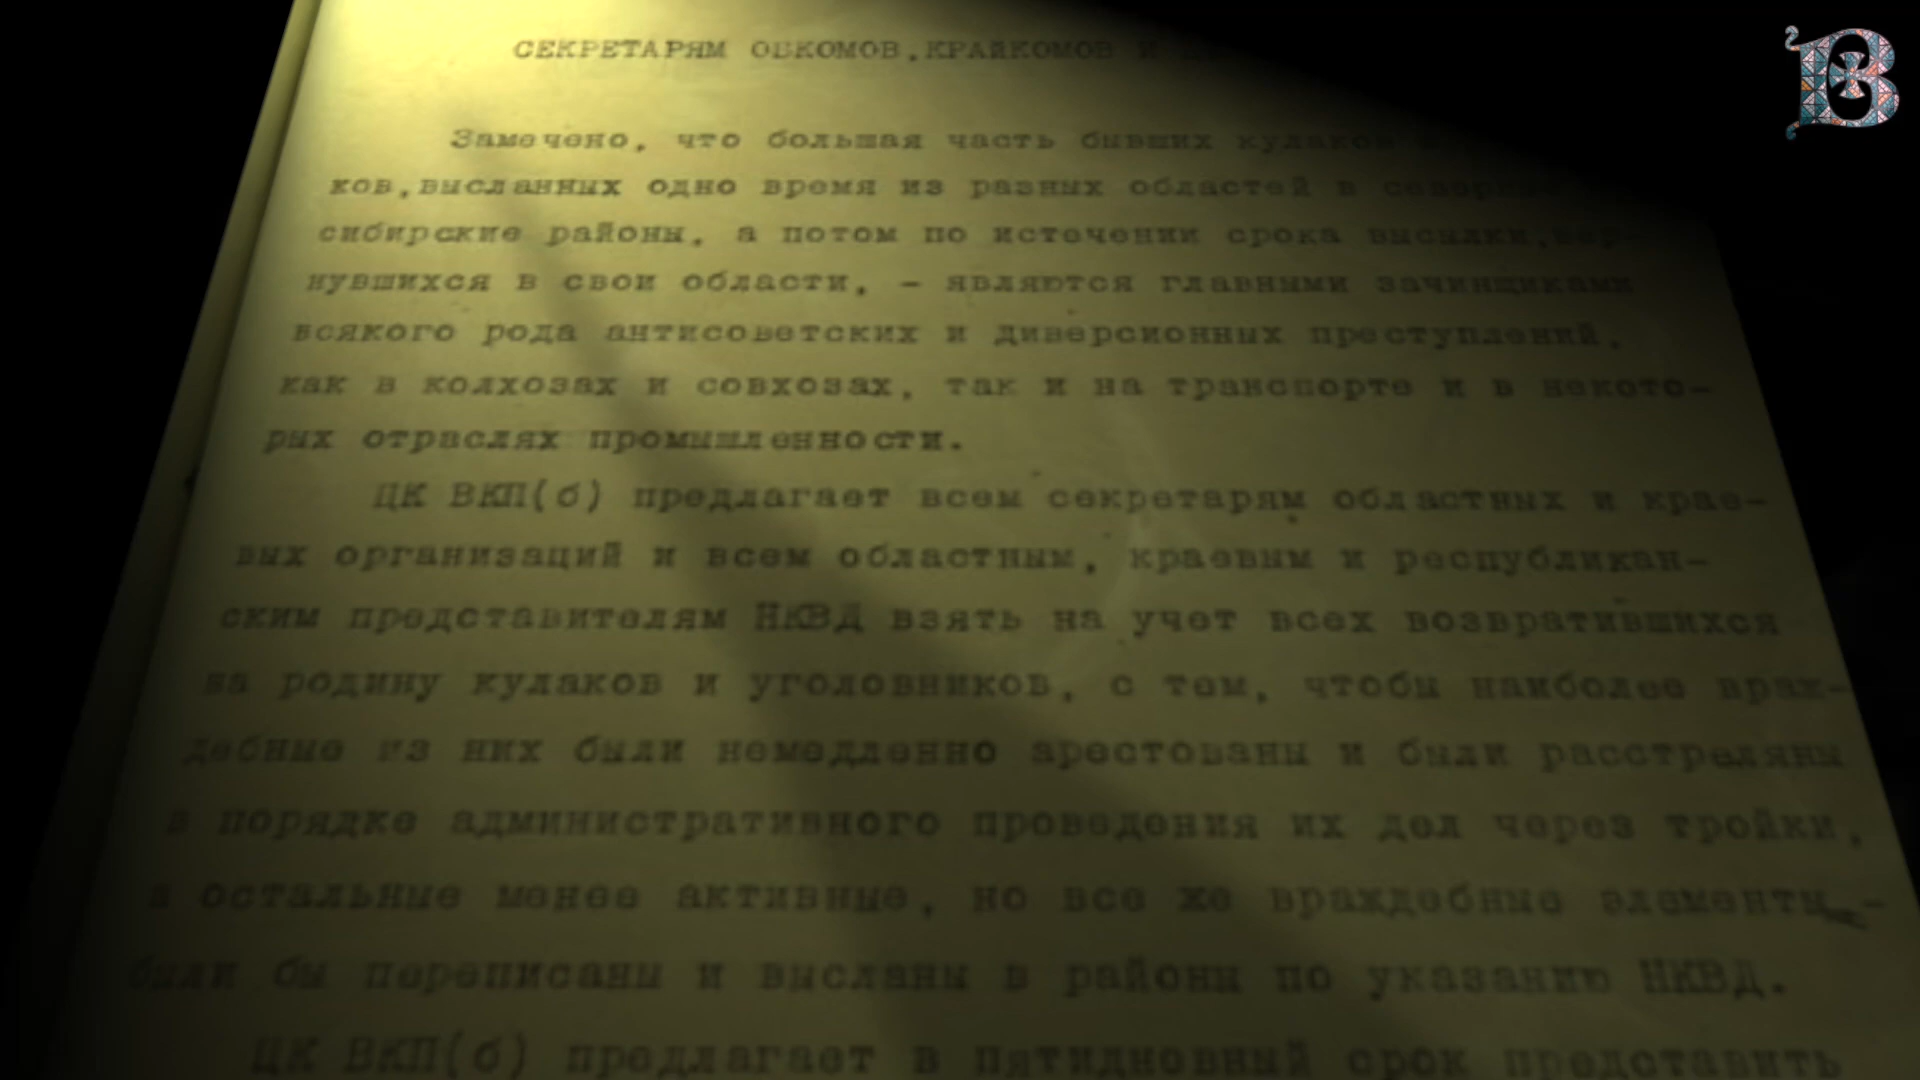 СЕКРЕТАРЯМ ОБКОМОВ,КРАЙКОМОВ И
Замечено, что большая часть бывших кулаков
ков,высланных одно время из разных областей в северные
сибирские районы, а потом по истечении срока высылки,вер-
нувшихся в свои области, - являются главными зачинщиками
всякого рода антисоветских и диверсионных преступлений,
как в колхозах и совхозах, так и на транспорте и в некото-
рых отраслях промышленности.
ЦК ВКП(б) предлагает всем секретарям областных и крае-
вых организаций и всем областным, краевым и республикан-
ским представителям НКВД взять на учет всех возвратившихся
на родину кулаков и уголовников, с тем, чтобы наиболее враж-
дебные из них были немедленно арестованы и были расстреляны
в порядке административного проведения их дел через тройки,
а остальные менее активные, но все же враждебные элементы -
были бы переписаны и высланы в районы по указанию НКВД.
ЦК ВКП(б) предлагает в пятидневный срок представить